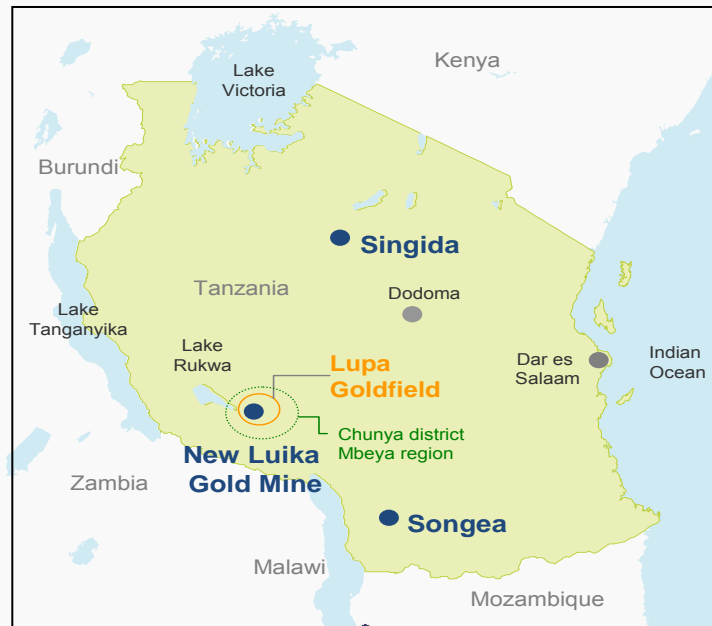 Lake
Victoria
Kenya
Burundi
Singida
Tanzania
Dodoma
Lake
Tanganyika
Lake
Rukwa
Dar es
Salaam
Indian
Ocean
Lupa
Goldfield
Chunya district
Mbeya region
New Luika
Gold Mine
Zambia
Songea
Malawi
Mozambique